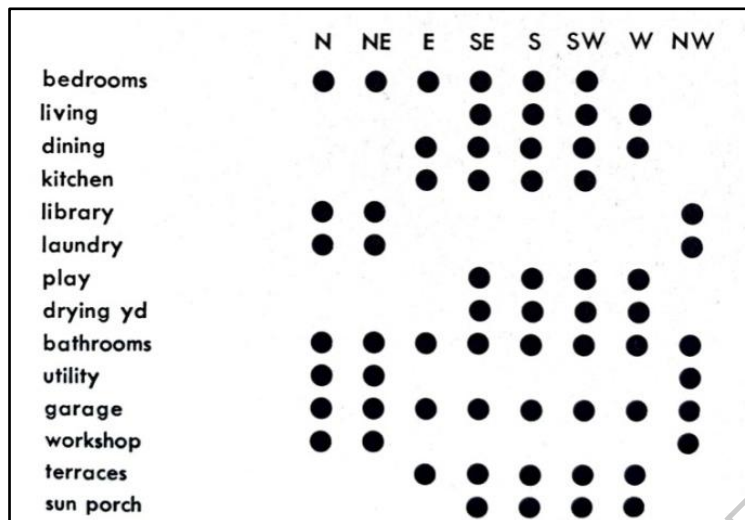 N NE E SE S SW W NW
bedrooms
living
dining
kitchen
library
laundry
play
drying yd
bathrooms
utility
garage
workshop
terraces
sun porch